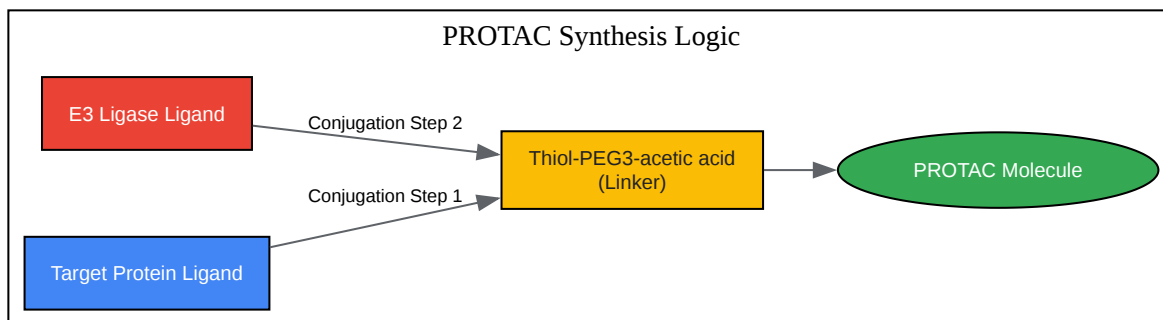 PROTAC Synthesis Logic
E3 Ligase Ligand
Conjugation Step 2
Thiol-PEG3-acetic acid
(Linker)
PROTAC Molecule
Conjugation Step 1
Target Protein Ligand